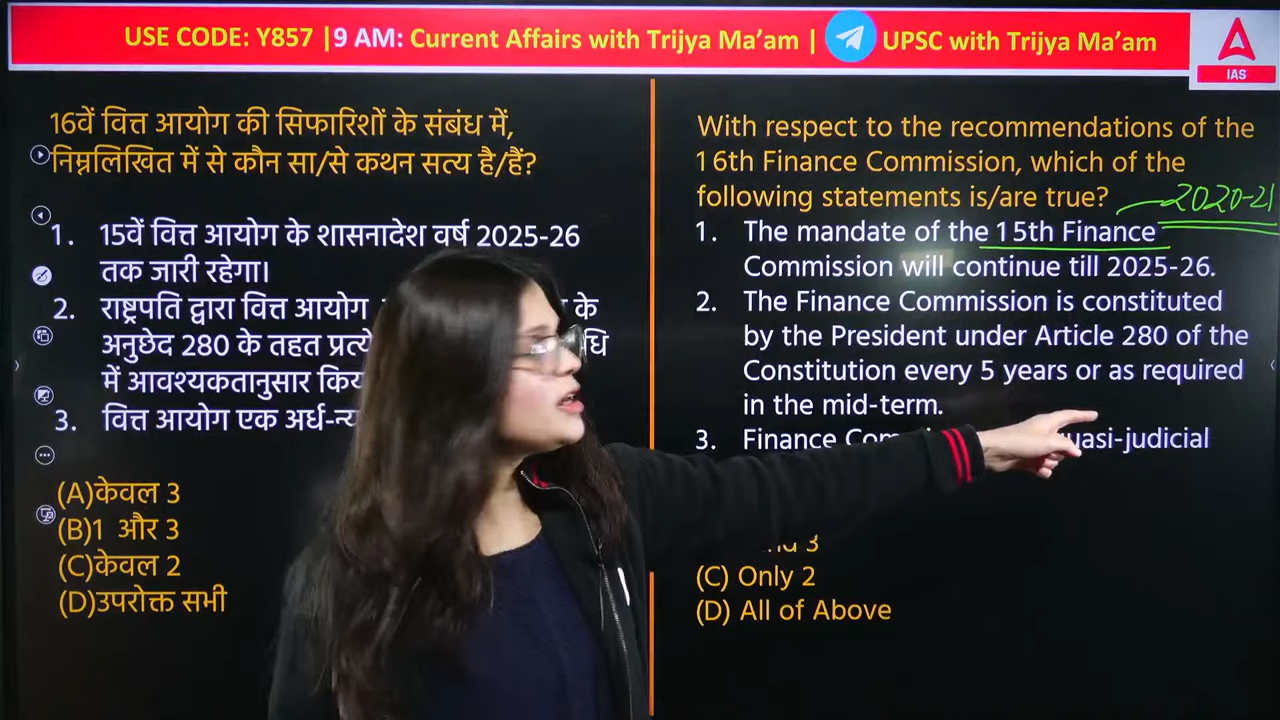 USE CODE: Y857 |9 AM: Current Affairs with Trijya Ma’am | UPSC with Trijya Ma’am
IAS
16वें वित्त आयोग की सिफारिशों के संबंध में,
निम्नलिखित में से कौन सा/से कथन सत्य है/हैं?
1. 15वें वित्त आयोग के शासनादेश वर्ष 2025-26
तक जारी रहेगा।
2. राष्ट्रपति द्वारा वित्त आयोग के
अनुछेद 280 के तहत
में आवश्यकतानुसार
3. वित्त आयोग एक
(A)केवल 3
(B)1 और 3
(C)केवल 2
(D)उपरोक्त सभी
With respect to the recommendations of the
16th Finance Commission, which of the
following statements is/are true?
2020-21
1. The mandate of the 15th Finance
Commission will continue till 2025-26.
2. The Finance Commission is constituted
by the President under Article 280 of the
Constitution every 5 years or as required
in the mid-term.
3. Finance
3
(C) Only 2
(D) All of Above